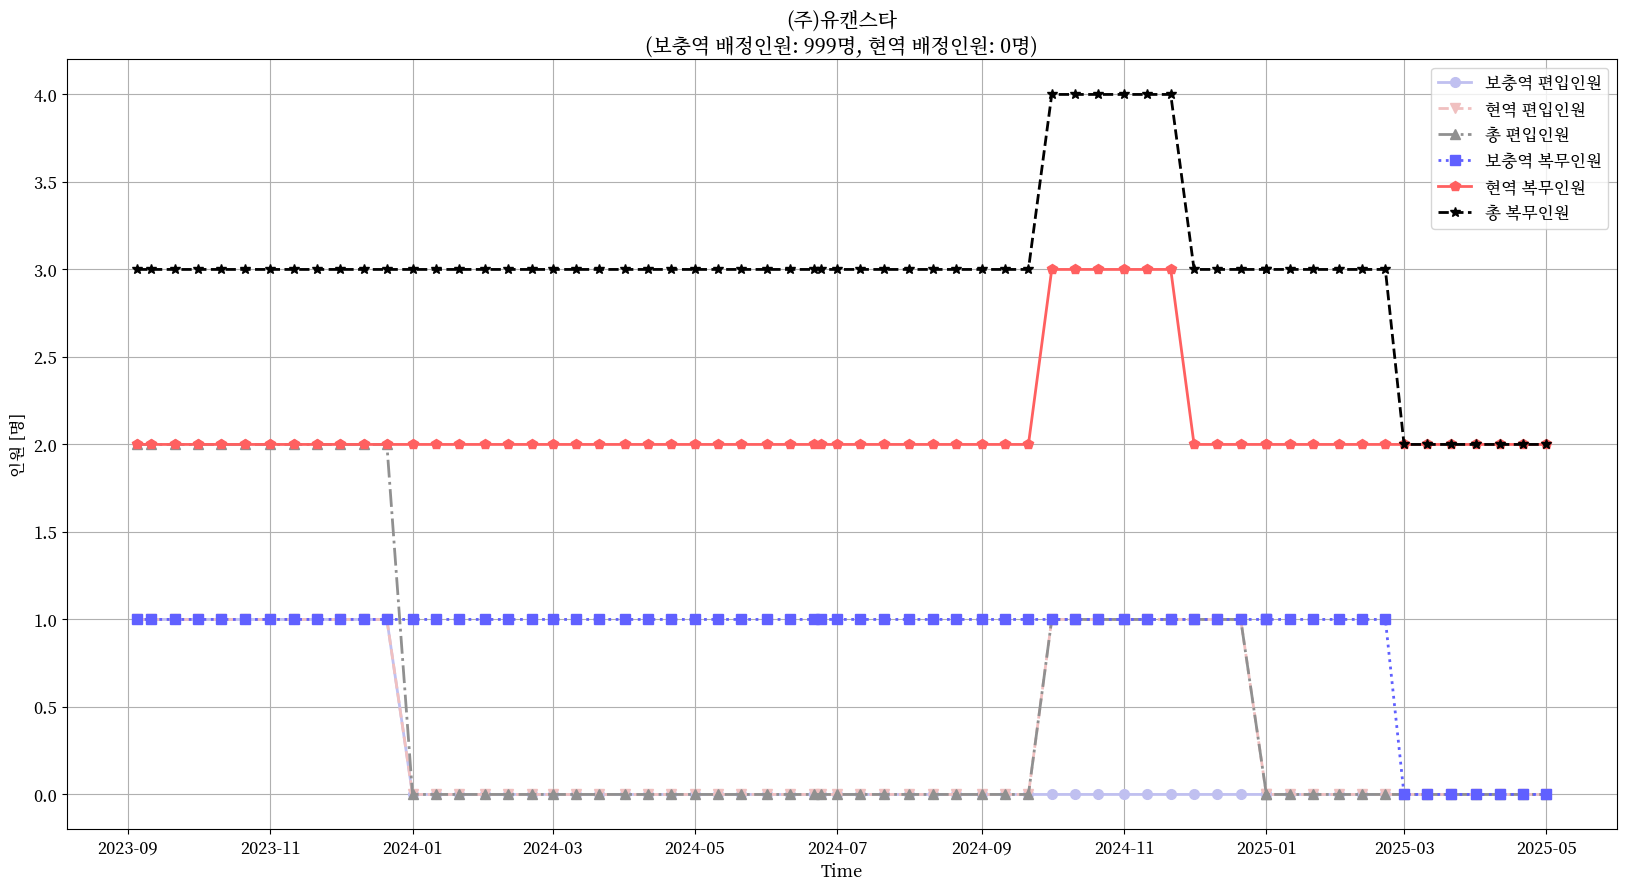 (주)유캔스타
(보충역 배정인원: 999명, 현역 배정인원: 0명)
보충역 편입인원
현역 편입인원
총 편입인원
보충역 복무인원
현역 복무인원
총 복무인원
인원 [명]
4.0
3.5
3.0
2.5
2.0
1.5
1.0
0.5
0.0
2023-09 2023-11 2024-01 2024-03 2024-05 2024-07 2024-09 2024-11 2025-01 2025-03 2025-05
Time